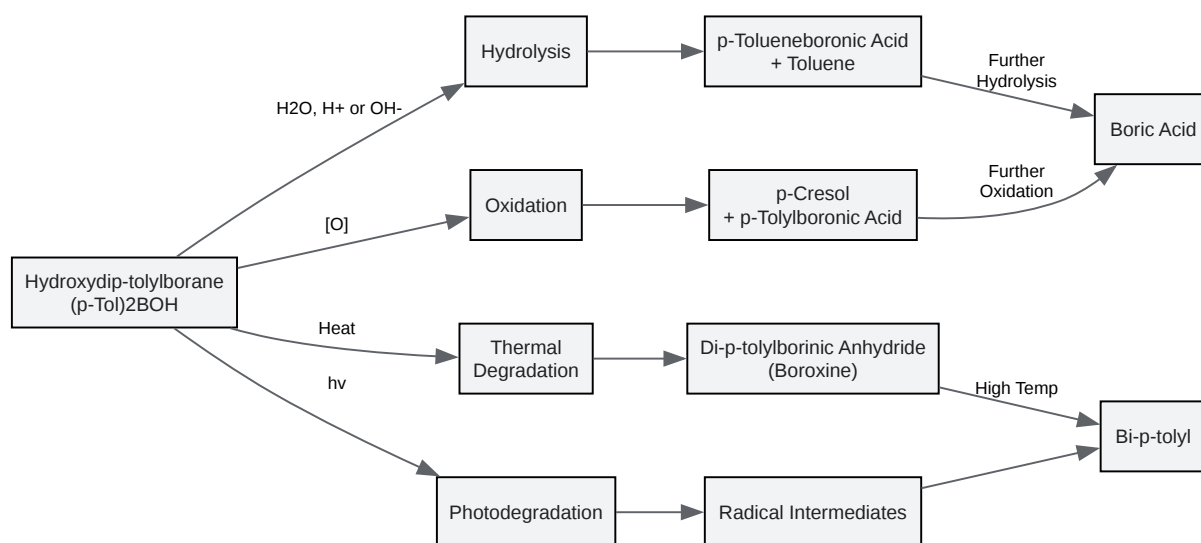 Hydroxydip-tolylborane
(p-Tol)2BOH
H2O, H+ or OH-
[O]
Heat
hv
Hydrolysis
Oxidation
Thermal
Degradation
Photodegradation
p-Tolueneboronic Acid
+ Toluene
p-Cresol
+ p-Tolylboronic Acid
Di-p-tolylborinic Anhydride
(Boroxine)
Radical Intermediates
Further
Hydrolysis
Further
Oxidation
High Temp
Boric Acid
Bi-p-tolyl